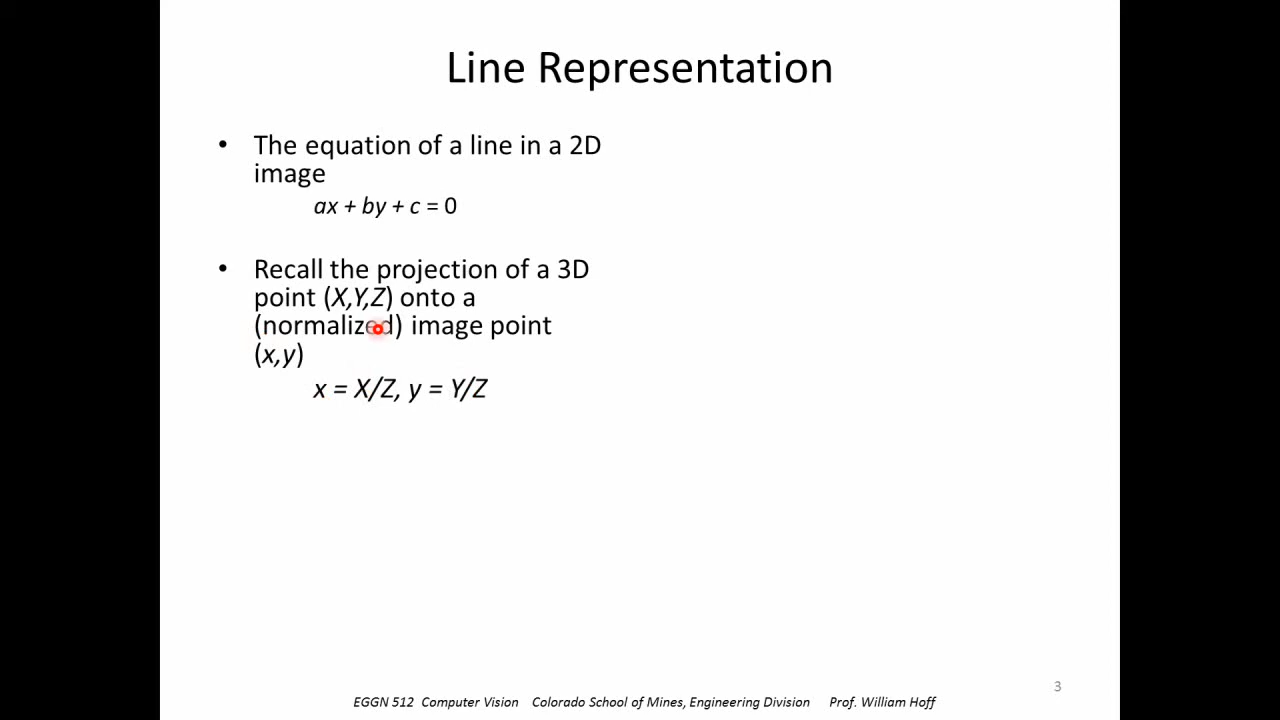 Line Representation
• The equation of a line in a 2D
image
ax + by + c = 0
• Recall the projection of a 3D
point (X,Y,Z) onto a
(normalized) image point
(x,y)
x = X/Z, y = Y/Z
3
EGGN 512 Computer Vision Colorado School of Mines, Engineering Division Prof. William Hoff